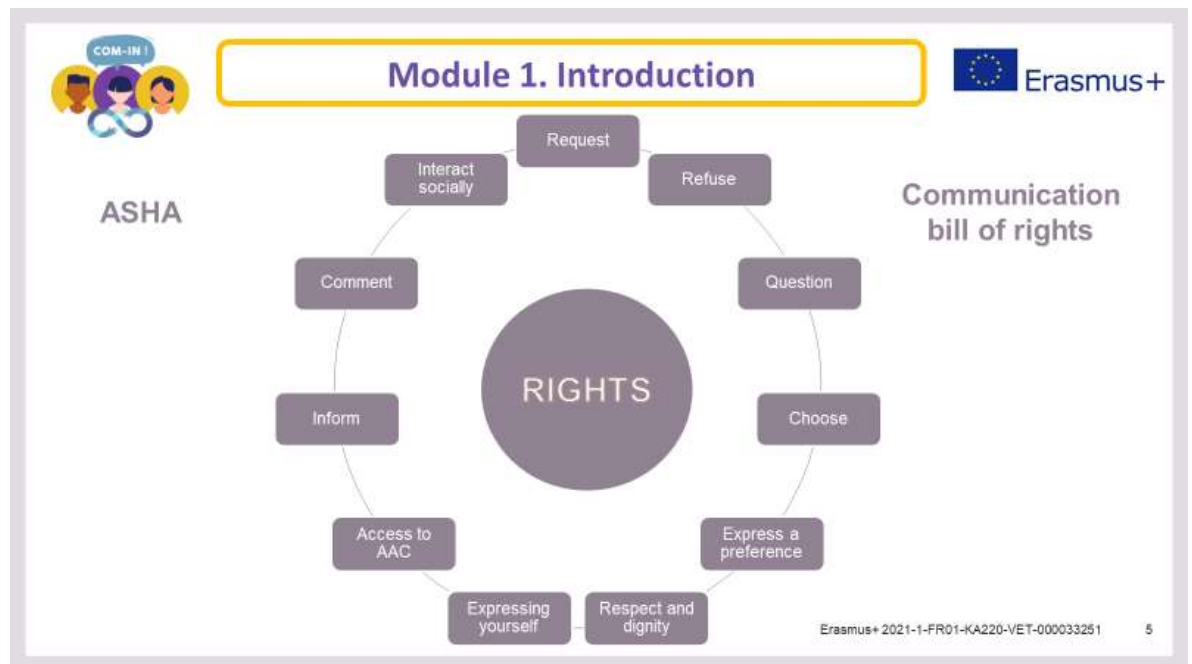 COM-IN !
Module 1. Introduction
Erasmus+
ASHA
Communication
bill of rights
Request
Refuse
Question
Choose
Express a
preference
Respect and
dignity
Expressing
yourself
Access to
AAC
Inform
Comment
Interact
socially
RIGHTS
Erasmus+ 2021-1-FR01-KA220-VET-000033251
5